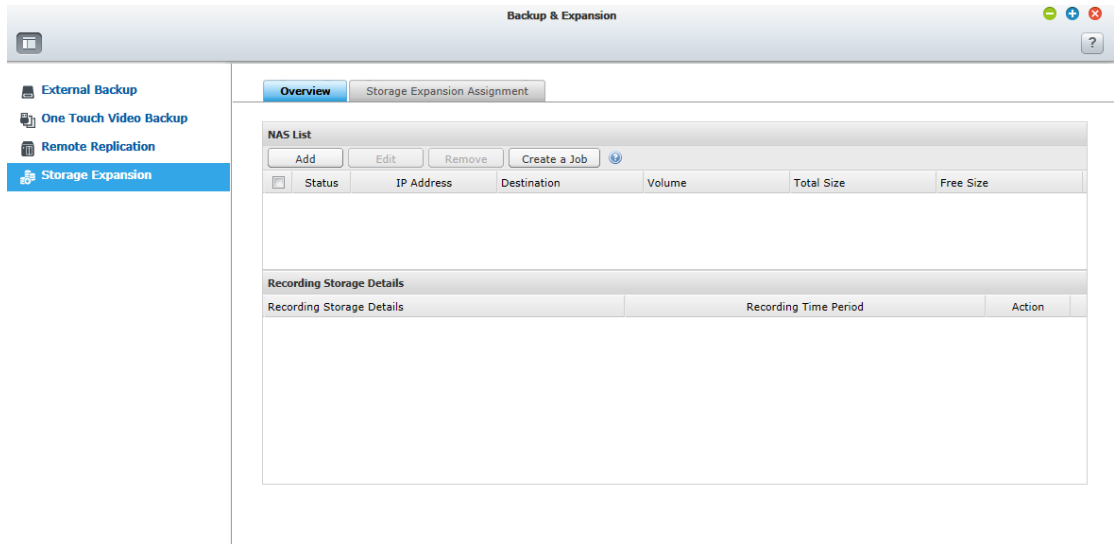 Backup & Expansion
?
External Backup
One Touch Video Backup
Remote Replication
Storage Expansion
Overview Storage Expansion Assignment
NAS List
Add Edit Remove Create a Job
Status IP Address Destination Volume Total Size Free Size
Recording Storage Details
Recording Storage Details Recording Time Period Action